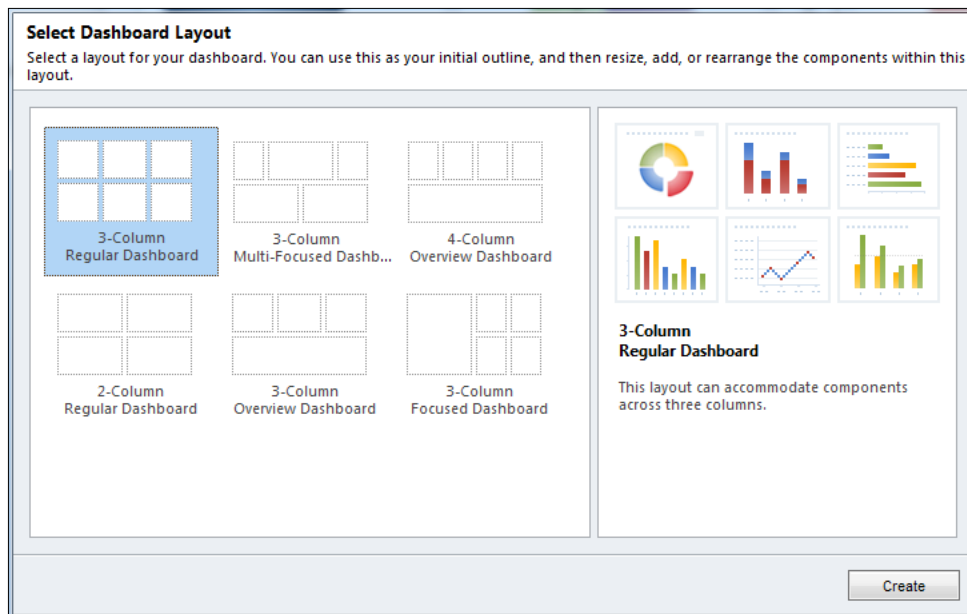 Select Dashboard Layout
Select a layout for your dashboard. You can use this as your initial outline, and then resize, add, or rearrange the components within this
layout.
3-Column
Regular Dashboard
3-Column
Multi-Focused Dashb...
4-Column
Overview Dashboard
2-Column
Regular Dashboard
3-Column
Overview Dashboard
3-Column
Focused Dashboard
3-Column
Regular Dashboard
This layout can accommodate components
across three columns.
Create